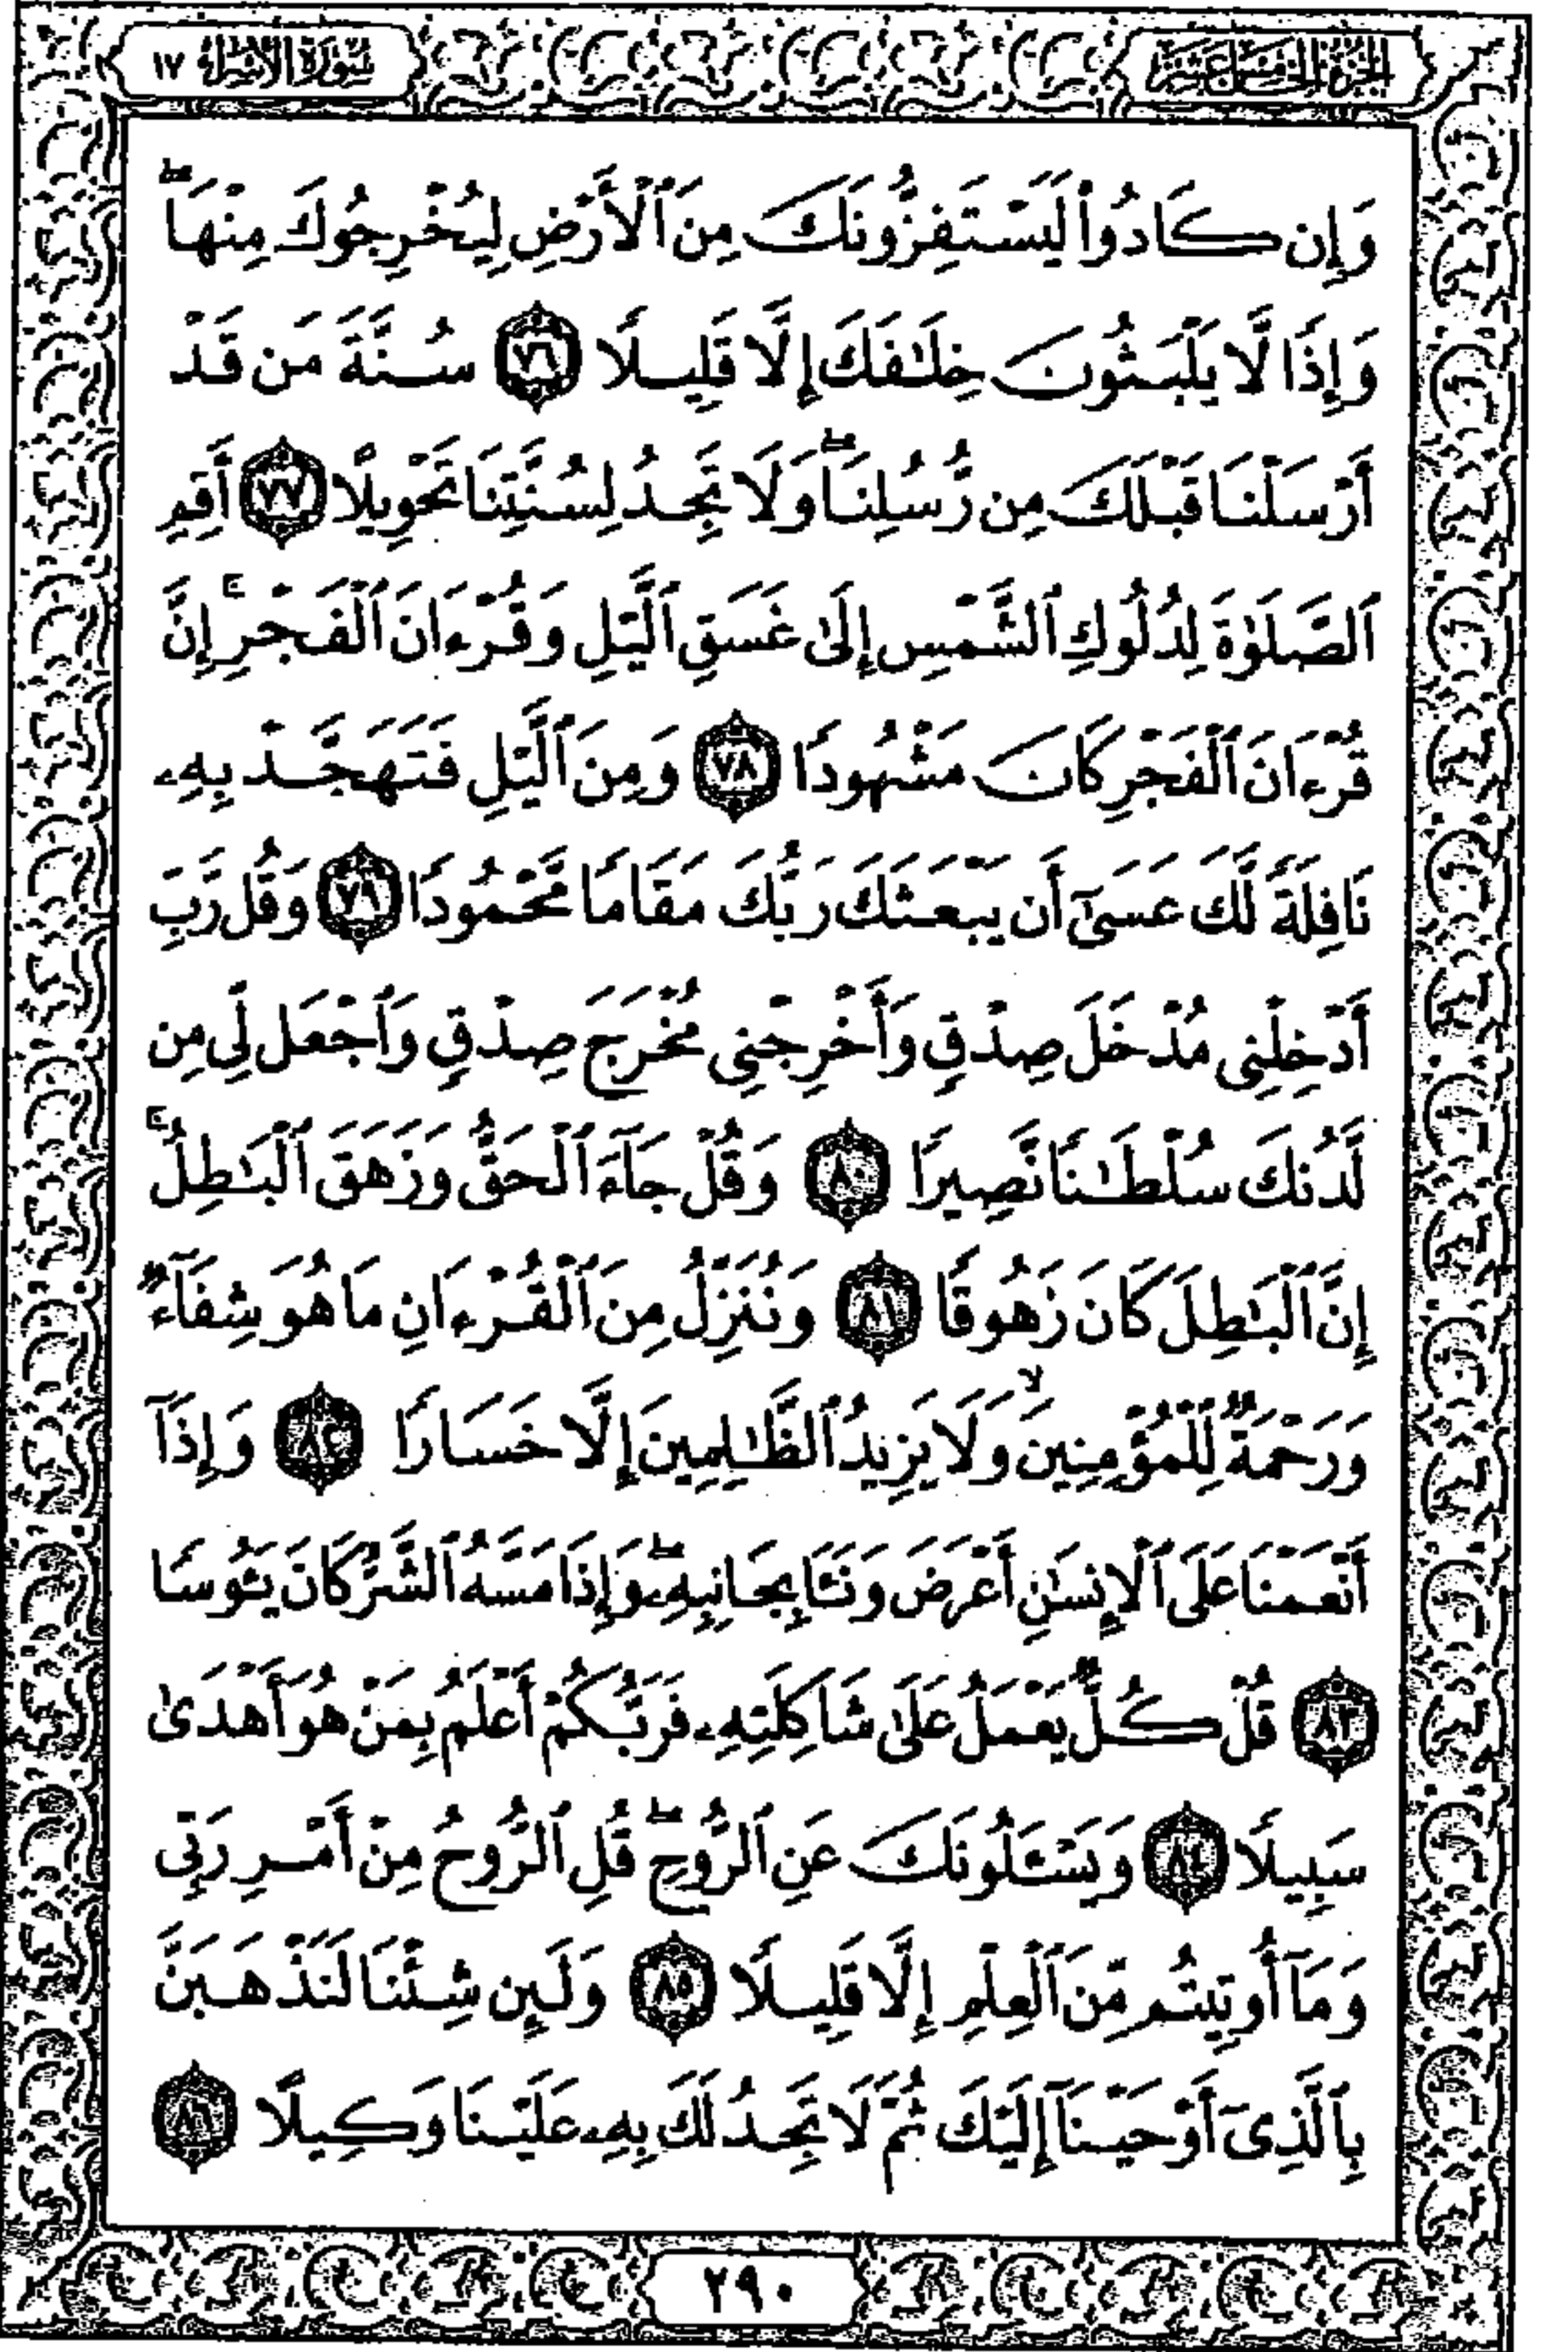 الجزء الخامس عشر
سورة الإسراء ١٧
وَإِن كَادُوا۟ لَيَسْتَفِزُّونَكَ مِنَ ٱلْأَرْضِ لِيُخْرِجُوكَ مِنْهَا ۖ
وَإِذًا لَّا يَلْبَثُونَ خِلَـٰفَكَ إِلَّا قَلِيلًا ٧٦ سُنَّةَ مَن قَدْ
أَرْسَلْنَا قَبْلَكَ مِن رُّسُلِنَا ۖ وَلَا تَجِدُ لِسُنَّتِنَا تَحْوِيلًا ٧٧ أَقِمِ
ٱلصَّلَوٰةَ لِدُلُوكِ ٱلشَّمْسِ إِلَىٰ غَسَقِ ٱلَّيْلِ وَقُرْءَانَ ٱلْفَجْرِ ۚ إِنَّ
قُرْءَانَ ٱلْفَجْرِ كَانَ مَشْهُودًا ٧٨ وَمِنَ ٱلَّيْلِ فَتَهَجَّدْ بِهِۦ
نَافِلَةً لَّكَ عَسَىٰٓ أَن يَبْعَثَكَ رَبُّكَ مَقَامًا مَّحْمُودًا ٧٩ وَقُل رَّبِّ
أَدْخِلْنِى مُدْخَلَ صِدْقٍ وَأَخْرِجْنِى مُخْرَجَ صِدْقٍ وَٱجْعَل لِّى مِن
لَّدُنكَ سُلْطَـٰنًا نَّصِيرًا ٨٠ وَقُلْ جَآءَ ٱلْحَقُّ وَزَهَقَ ٱلْبَـٰطِلُ ۚ
إِنَّ ٱلْبَـٰطِلَ كَانَ زَهُوقًا ٨١ وَنُنَزِّلُ مِنَ ٱلْقُرْءَانِ مَا هُوَ شِفَآءٌ
وَرَحْمَةٌ لِّلْمُؤْمِنِينَ ۙ وَلَا يَزِيدُ ٱلظَّـٰلِمِينَ إِلَّا خَسَارًا ٨٢ وَإِذَآ
أَنْعَمْنَا عَلَى ٱلْإِنسَـٰنِ أَعْرَضَ وَنَـَٔا بِجَانِبِهِۦ ۖ وَإِذَا مَسَّهُ ٱلشَّرُّ كَانَ يَـُٔوسًا
٨٣ قُلْ كُلٌّ يَعْمَلُ عَلَىٰ شَاكِلَتِهِۦ فَرَبُّكُمْ أَعْلَمُ بِمَنْ هُوَ أَهْدَىٰ
سَبِيلًا ٨٤ وَيَسْـَٔلُونَكَ عَنِ ٱلرُّوحِ ۖ قُلِ ٱلرُّوحُ مِنْ أَمْرِ رَبِّى
وَمَآ أُوتِيتُم مِّنَ ٱلْعِلْمِ إِلَّا قَلِيلًا ٨٥ وَلَئِن شِئْنَا لَنَذْهَبَنَّ
بِٱلَّذِىٓ أَوْحَيْنَآ إِلَيْكَ ثُمَّ لَا تَجِدُ لَكَ بِهِۦ عَلَيْنَا وَكِيلًا ٨٦
٢٩٠